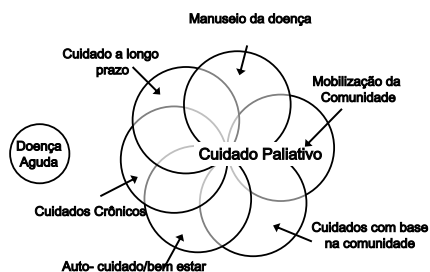 Manuseio da doença
Cuidado a longo
prazo
Mobilização da
Comunidade
Doença
Aguda
Cuidado Paliativo
Cuidados Crônicos
Cuidados com base
na comunidade
Auto- cuidado/bem estar